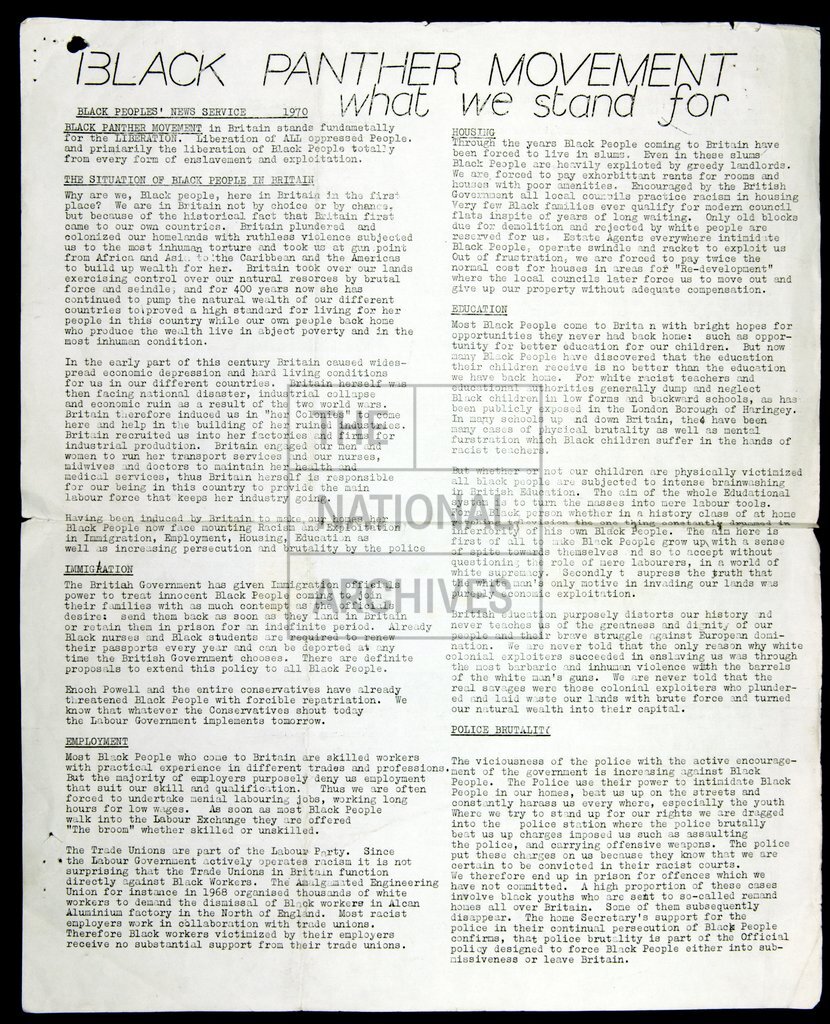 BLACK PANTHER MOVEMENT
what we stand for
BLACK PEOPLES' NEWS SERVICE 1970
BLACK PANTHER MOVEMENT in Britain stands fundametally
for the LIBERATION. Liberation of ALL oppressed People.
and primiarily the liberation of Black People totally
from every form of enslavement and exploitation.
THE SITUATION OF BLACK PEOPLE IN BRITAIN
Why are we, Black people, here in Britain in the first
place? We are in Britain not by choice or by chance.
but because of the historical fact that Britain first
came to our own countries. Britain plundered and
colonized our homelands with ruthless violence subjected
us to the most inhuman torture and took us at gun point
from Africa and Asia to the Caribbean and the Americas
to build up wealth for her. Britain took over our lands
exercising control over our natural resorces by brutal
force and seindle, and for 400 years now she has
continued to pump the natural wealth of our different
countries to proved a high standard for living for her
people in this country while our own people back home
who produce the wealth live in abject poverty and in the
most inhuman condition.
In the early part of this century Britain caused wides-
pread economic depression and hard living conditions
for us in our different countries. Britain herself was
then facing national disaster, industrial collapse
and economic ruin as a result of the two world wars.
Britain therefore induced us in "her Colonies" to come
here and help in the building of her ruined cities.
Britain recruited us into her factories and mills for
industrial prodution. Britain engaged our men and
women to run her transport services and our nurses,
midwives and doctors to maintain her health and
medical services, thus Britain herself is responsible
for our being in this country to provide the main
labour force that keeps her industry going.
Having been induced by Britain to make our homes here
Black People now face mounting Racism and Exploitation
in Immigration, Employment, Housing, Education as
well as increasing persecution and brutality by the police
IMMIGRATION
The British Government has given Immigration Officials
power to treat innocent Black People coming to join
their families with as much contempt as they may
desire: send them back as soon as they land in Britain
or retain them in prison for an indefinite period. Already
Black nurses and Black students are required to renew
their passports every year and can be deported at any
time the British Government chooses. There are definite
proposals to extend this policy to all Black People.
Enoch Powell and the entire conservatives have already
threatened Black People with forcible repatriation. We
know that whatever the Conservatives shout today
the Labour Government implements tomorrow.
EMPLOYMENT
Most Black People who come to Britain are skilled workers
with practical experience in different trades and professions.
But the majority of employers purposely deny us employment
that suit our skill and qualification. Thus we are often
forced to undertake menial labouring jobs, working long
hours for low wages. As soon as most Black People
walk into the Labour Exchange they are offered
"The broom" whether skilled or unskilled.
The Trade Unions are part of the Labour Party. Since
the Labour Government actively operates racism it is not
surprising that the Trade Unions in Britain function
directly against Black Workers. The Amalgamated Engineering
Union for instance in 1968 organised thousands of white
workers to demand the dismissal of Black workers in Alcan
Aluminium factory in the North of England. Most racist
employers work in collaboration with trade unions.
Therefore Black workers victimized by their employers
receive no substantial support from their trade unions.
HOUSING
Through the years Black People coming to Britain have
been forced to live in slums. Even in these slums
Black People are heavily explioted by greedy landlords.
We are forced to pay exhorbittant rents for rooms and
houses with poor amenities. Encouraged by the British
Government all local councils practice racism in housing
Very few Black families ever qualify for modern council
flats inspite of years of long waiting. Only old blocks
due for demolition and rejected by white people are
reserved for us. Estate Agents everywhere intimidate
Black People, operate swindle and racket to exploit us
Out of frustration, we are forced to pay twice the
normal cost for houses in areas for "Re-development"
where the local councils later force us to move out and
give up our property without adequate compensation.
EDUCATION
Most Black People come to Britain with bright hopes for
opportunities they never had back home: such as oppor-
tunity for better education for our children. But now
many Black People have discovered that the education
their children receive is no better than the education
we have back home. For white racist teachers and
educational authorities generally dump and neglect
Black children in low forms and backward schools, as has
been publicly exposed in the London Borough of Haringey.
In many schools up and down Britain, the have been
many cases of physical brutality as well as mental
furstration which Black children suffer in the hands of
racist teachers.
But whether or not our children are physically victimized
all black people are subjected to intense brainwashing
in British Education. The aim of the whole Edudational
system is to turn the masses into mere labour tools.
Black person whether in a history class of at home
the one thing constantly drummed in
inferiority of his own Black People. The aim here is
firstly to make Black People grow up with a sense
of spite towards themselves and so to accept without
questioning the role of mere labourers, in a world of
white supremacy. Secondly to supress the truth that
man's only motive in invading our lands was
economic exploitation.
British education purposely distorts our history and
never teaches us of the greatness and dignity of our
people and their brave struggle against European domi-
nation. We are never told that the only reason why white
colonial exploiters succeeded in enslaving us was through
the most barbaric and inhuman violence with the barrels
of the white man's guns. We are never told that the
real savages were those colonial exploiters who plunder-
ed and laid waste our lands with brute force and turned
our natural wealth into their capital.
POLICE BRUTALITY
The viciousness of the police with the active encourage-
ment of the government is increasing against Black
People. The Police use their power to intimidate Black
People in our homes, beat us up on the streets and
constantly harass us every where, especially the youth
Where we try to stand up for our rights we are dragged
into the police station where the police brutally
beat us up charges imposed us such as assaulting
the police, and carrying offensive weapons. The police
put these charges on us because they know that we are
certain to be convicted in their racist courts.
We therefore end up in prison for offences which we
have not committed. A high proportion of these cases
involve black youths who are sent to so-called remand
homes all over Britain. Some of them subsequently
disappear. The home Secretary's support for the
police in their continual persecution of Black People
confirms, that police brutality is part of the Official
policy designed to force Black People either into sub-
missiveness or leave Britain.
THE
NATIONAL
ARCHIVES